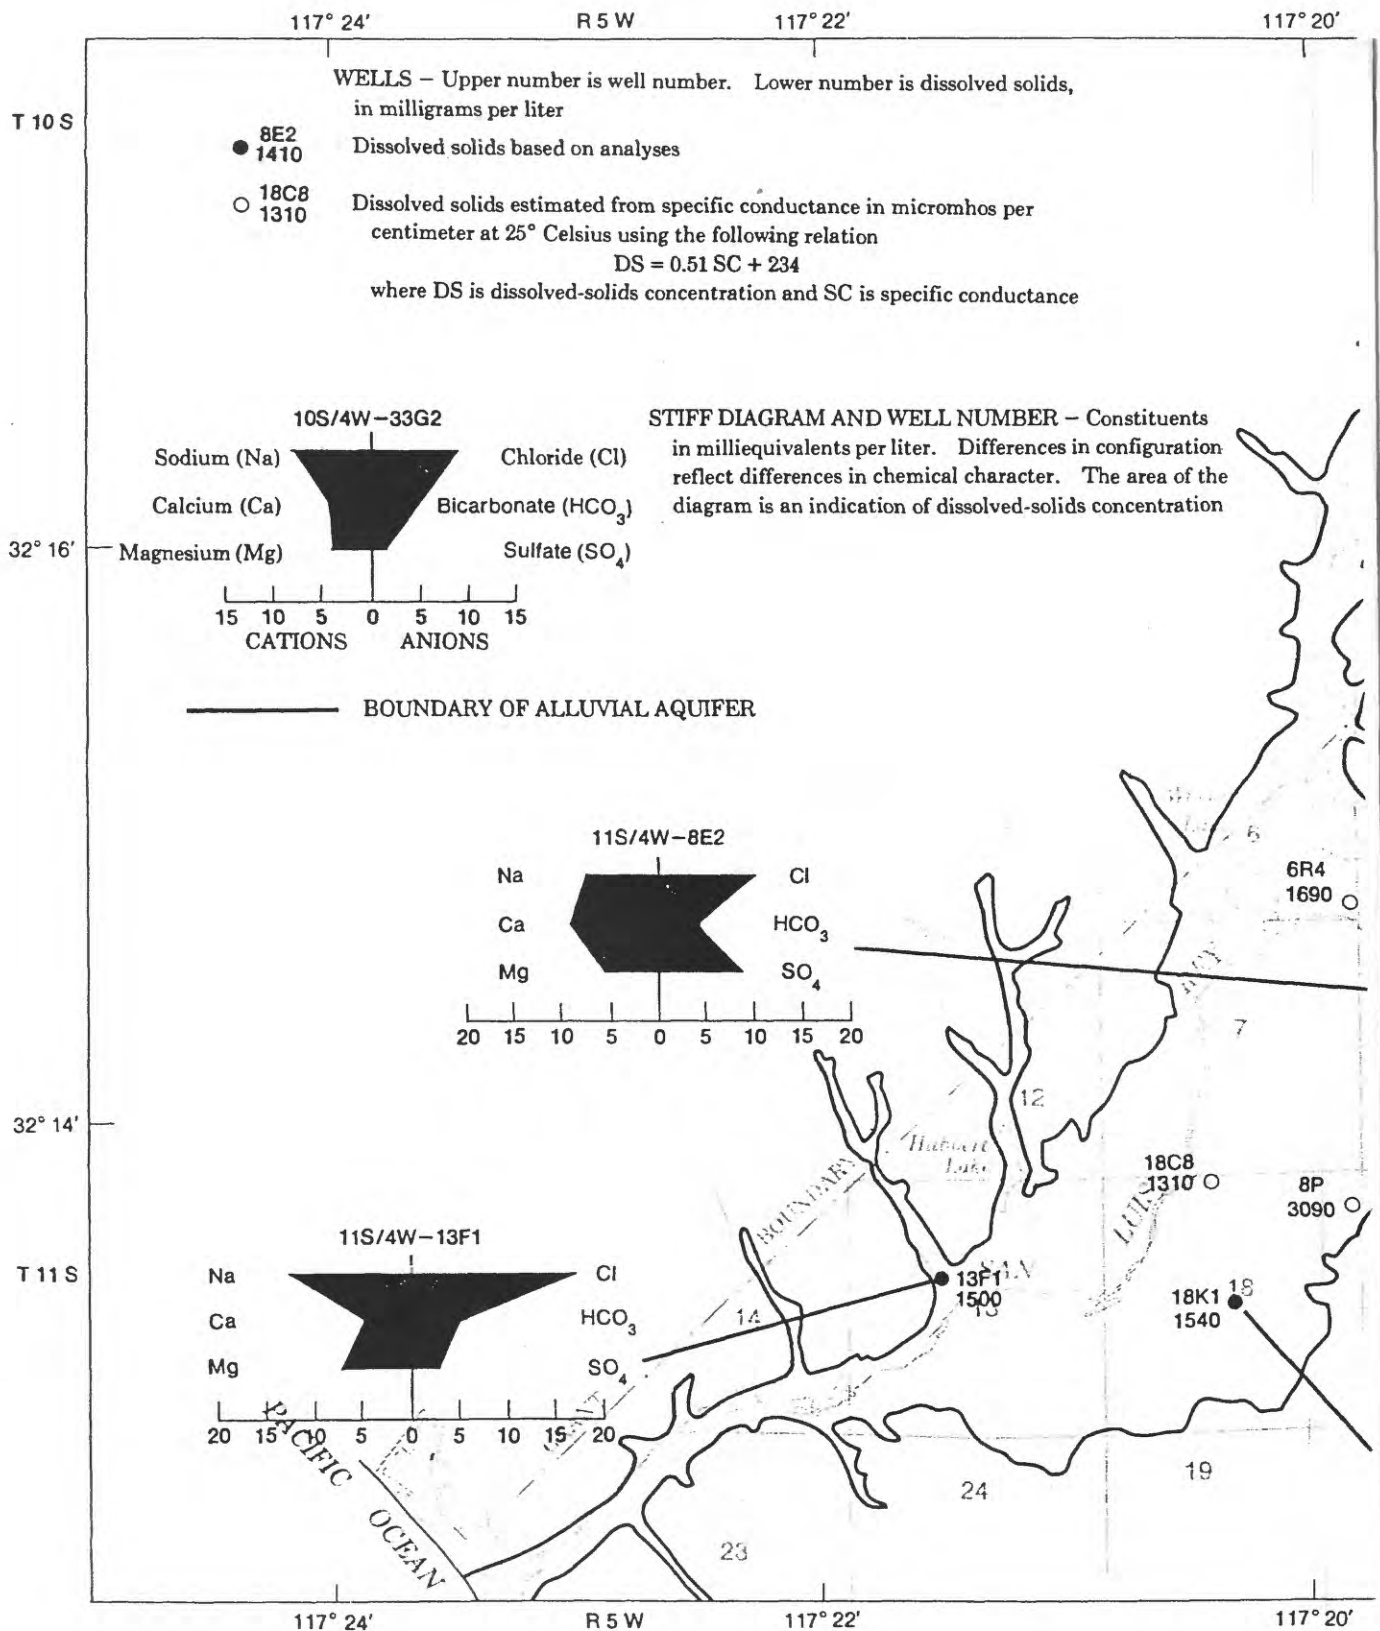 117° 24′ R 5 W 117° 22′ 117° 20′
WELLS – Upper number is well number. Lower number is dissolved solids,
in milligrams per liter
T 10 S
8E2
1410
Dissolved solids based on analyses
18C8
1310
Dissolved solids estimated from specific conductance in micromhos per
centimeter at 25° Celsius using the following relation
DS = 0.51 SC + 234
where DS is dissolved-solids concentration and SC is specific conductance
10S/4W–33G2
Sodium (Na) Chloride (Cl)
Calcium (Ca) Bicarbonate (HCO₃)
Magnesium (Mg) Sulfate (SO₄)
15 10 5 0 5 10 15
CATIONS ANIONS
STIFF DIAGRAM AND WELL NUMBER – Constituents
in milliequivalents per liter. Differences in configuration
reflect differences in chemical character. The area of the
diagram is an indication of dissolved-solids concentration
32° 16′
BOUNDARY OF ALLUVIAL AQUIFER
11S/4W–8E2
Na Cl
Ca HCO₃
Mg SO₄
20 15 10 5 0 5 10 15 20
6
6R4
1690
7
12
32° 14′
Lake
BOUNDARY
18C8
1310
8P
3090
LUIS
SAN
11S/4W–13F1
T 11 S
Na Cl
Ca HCO₃
Mg SO₄
20 15 10 5 0 5 10 15 20
13F1
1500
13
14
18
18K1
1540
19
24
23
PACIFIC OCEAN
117° 24′ R 5 W 117° 22′ 117° 20′